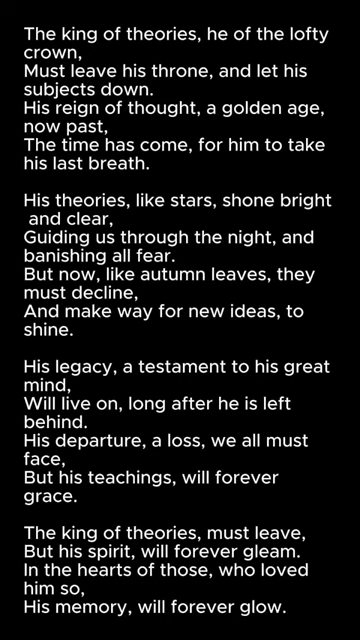 The king of theories, he of the lofty
crown,
Must leave his throne, and let his
subjects down.
His reign of thought, a golden age,
now past,
The time has come, for him to take
his last breath.

His theories, like stars, shone bright
and clear,
Guiding us through the night, and
banishing all fear.
But now, like autumn leaves, they
must decline,
And make way for new ideas, to
shine.

His legacy, a testament to his great
mind,
Will live on, long after he is left
behind.
His departure, a loss, we all must
face,
But his teachings, will forever
grace.

The king of theories, must leave,
But his spirit, will forever gleam.
In the hearts of those, who loved
him so,
His memory, will forever glow.